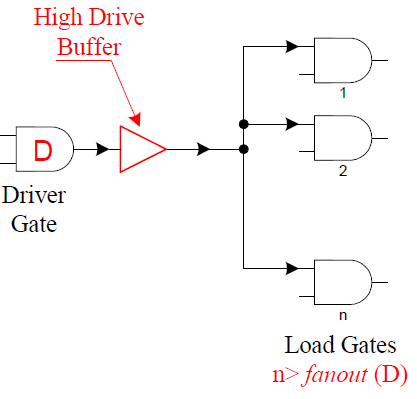 High Drive
Buffer
D
Driver
Gate
1
2
n
Load Gates
n> fanout (D)